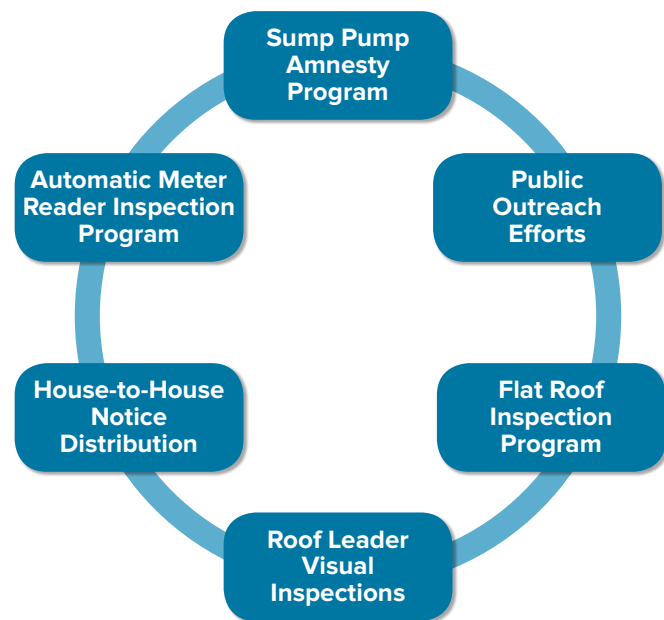 Sump Pump
Amnesty
Program
Automatic Meter
Reader Inspection
Program
Public
Outreach
Efforts
House-to-House
Notice
Distribution
Flat Roof
Inspection
Program
Roof Leader
Visual
Inspections